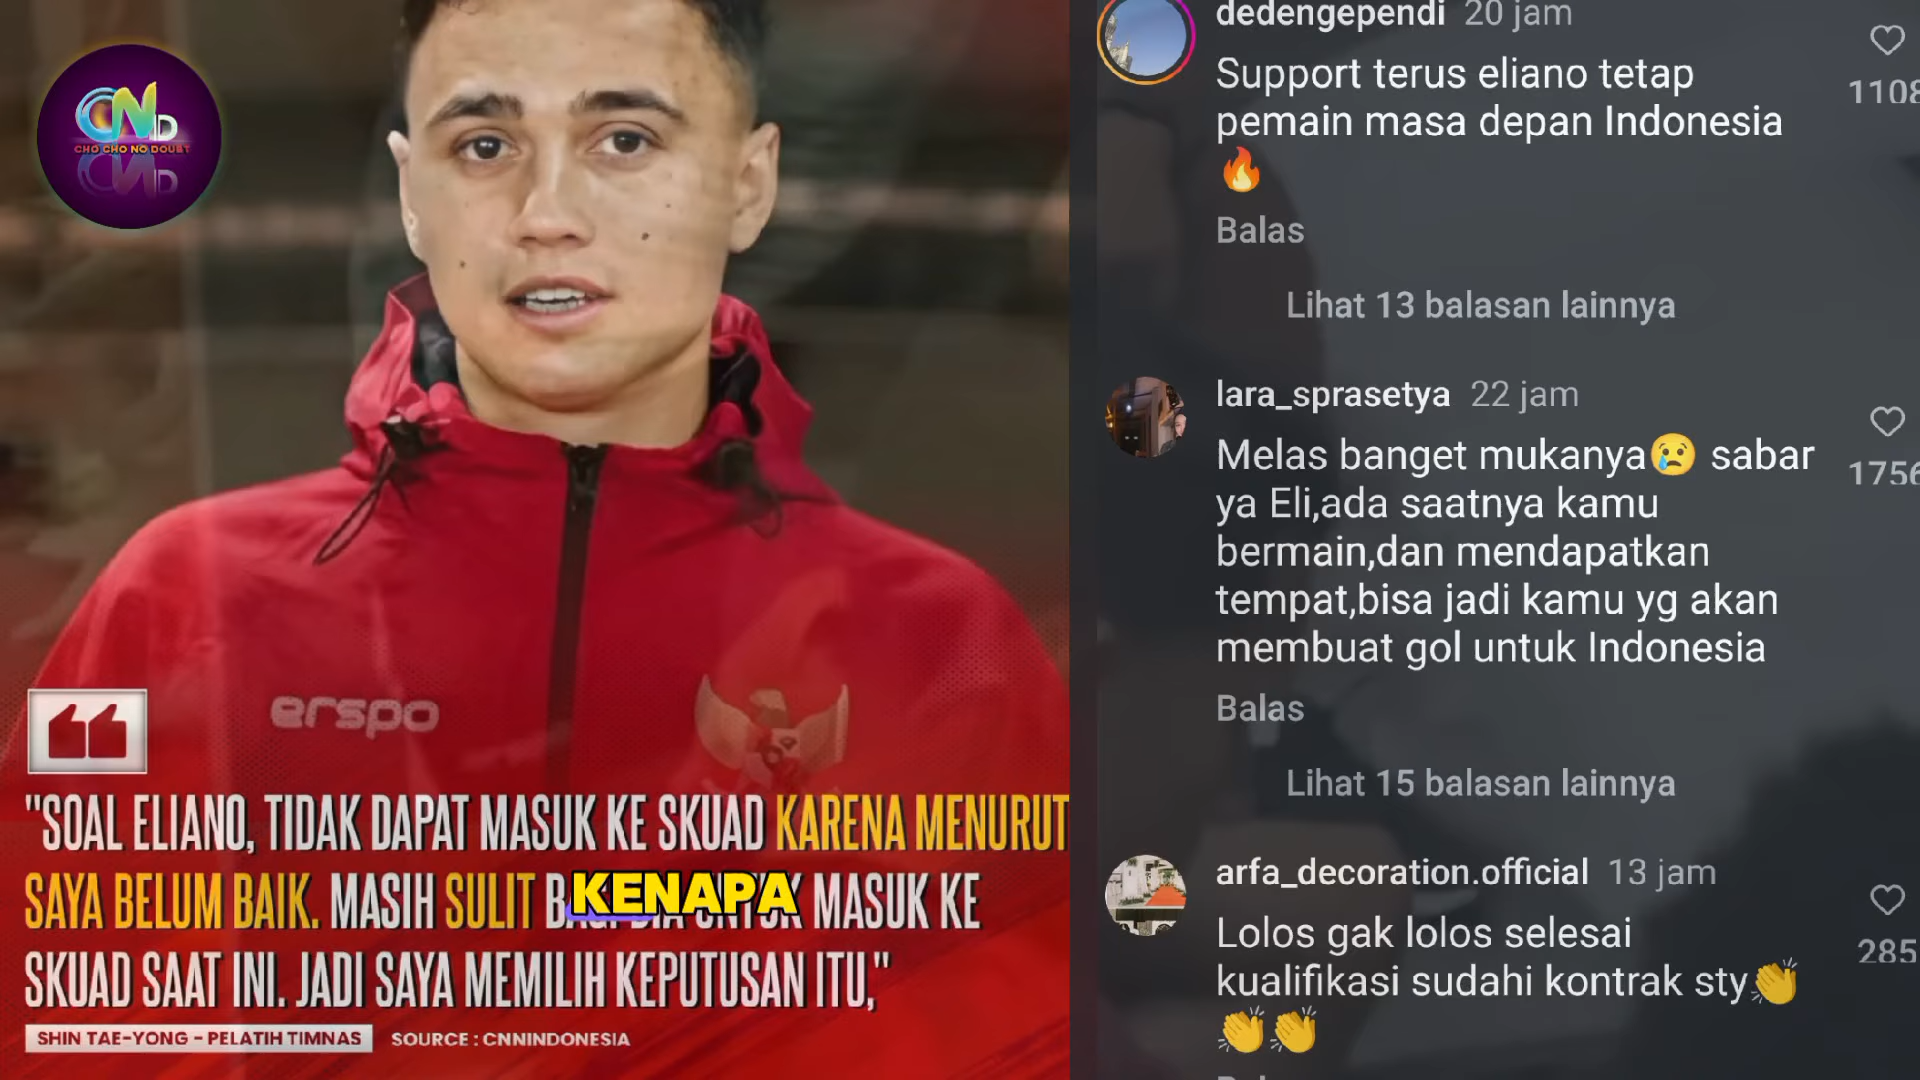 CND
CHO CHO NO DOUBT
erspo
"SOAL ELIANO, TIDAK DAPAT MASUK KE SKUAD KARENA MENURUT
SAYA BELUM BAIK. MASIH SULIT BAGI DIA UNTUK MASUK KE
KENAPA
SKUAD SAAT INI. JADI SAYA MEMILIH KEPUTUSAN ITU,"
SHIN TAE-YONG - PELATIH TIMNAS SOURCE : CNNINDONESIA
dedengependi 20 jam
Support terus eliano tetap
pemain masa depan Indonesia
🔥
1108
Balas
Lihat 13 balasan lainnya
lara_sprasetya 22 jam
Melas banget mukanya😢 sabar
ya Eli,ada saatnya kamu
bermain,dan mendapatkan
tempat,bisa jadi kamu yg akan
membuat gol untuk Indonesia
1756
Balas
Lihat 15 balasan lainnya
arfa_decoration.official 13 jam
Lolos gak lolos selesai
kualifikasi sudahi kontrak sty👏
👏👏
285